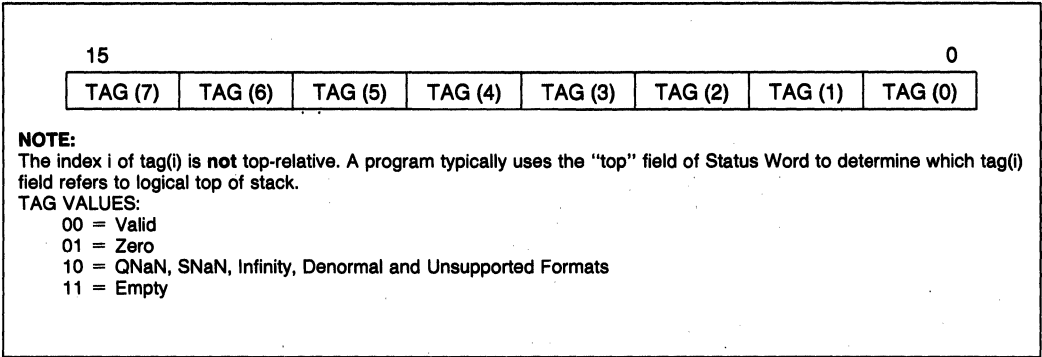 15 0
TAG (7) TAG (6) TAG (5) TAG (4) TAG (3) TAG (2) TAG (1) TAG (0)
NOTE:
The index i of tag(i) is not top-relative. A program typically uses the “top” field of Status Word to determine which tag(i)
field refers to logical top of stack.
TAG VALUES:
00 = Valid
01 = Zero
10 = QNaN, SNaN, Infinity, Denormal and Unsupported Formats
11 = Empty